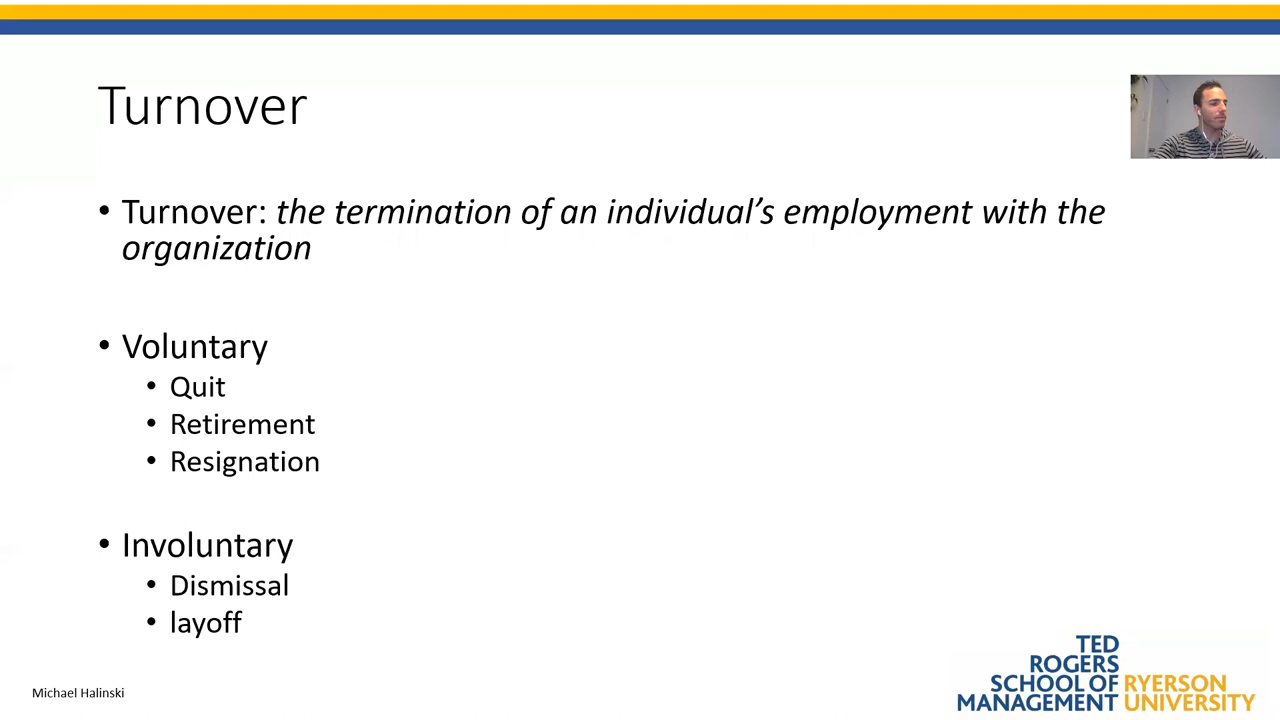 Turnover
• Turnover: the termination of an individual’s employment with the
organization
• Voluntary
• Quit
• Retirement
• Resignation
• Involuntary
• Dismissal
• layoff
Michael Halinski
TED
ROGERS
SCHOOL OF RYERSON
MANAGEMENT UNIVERSITY